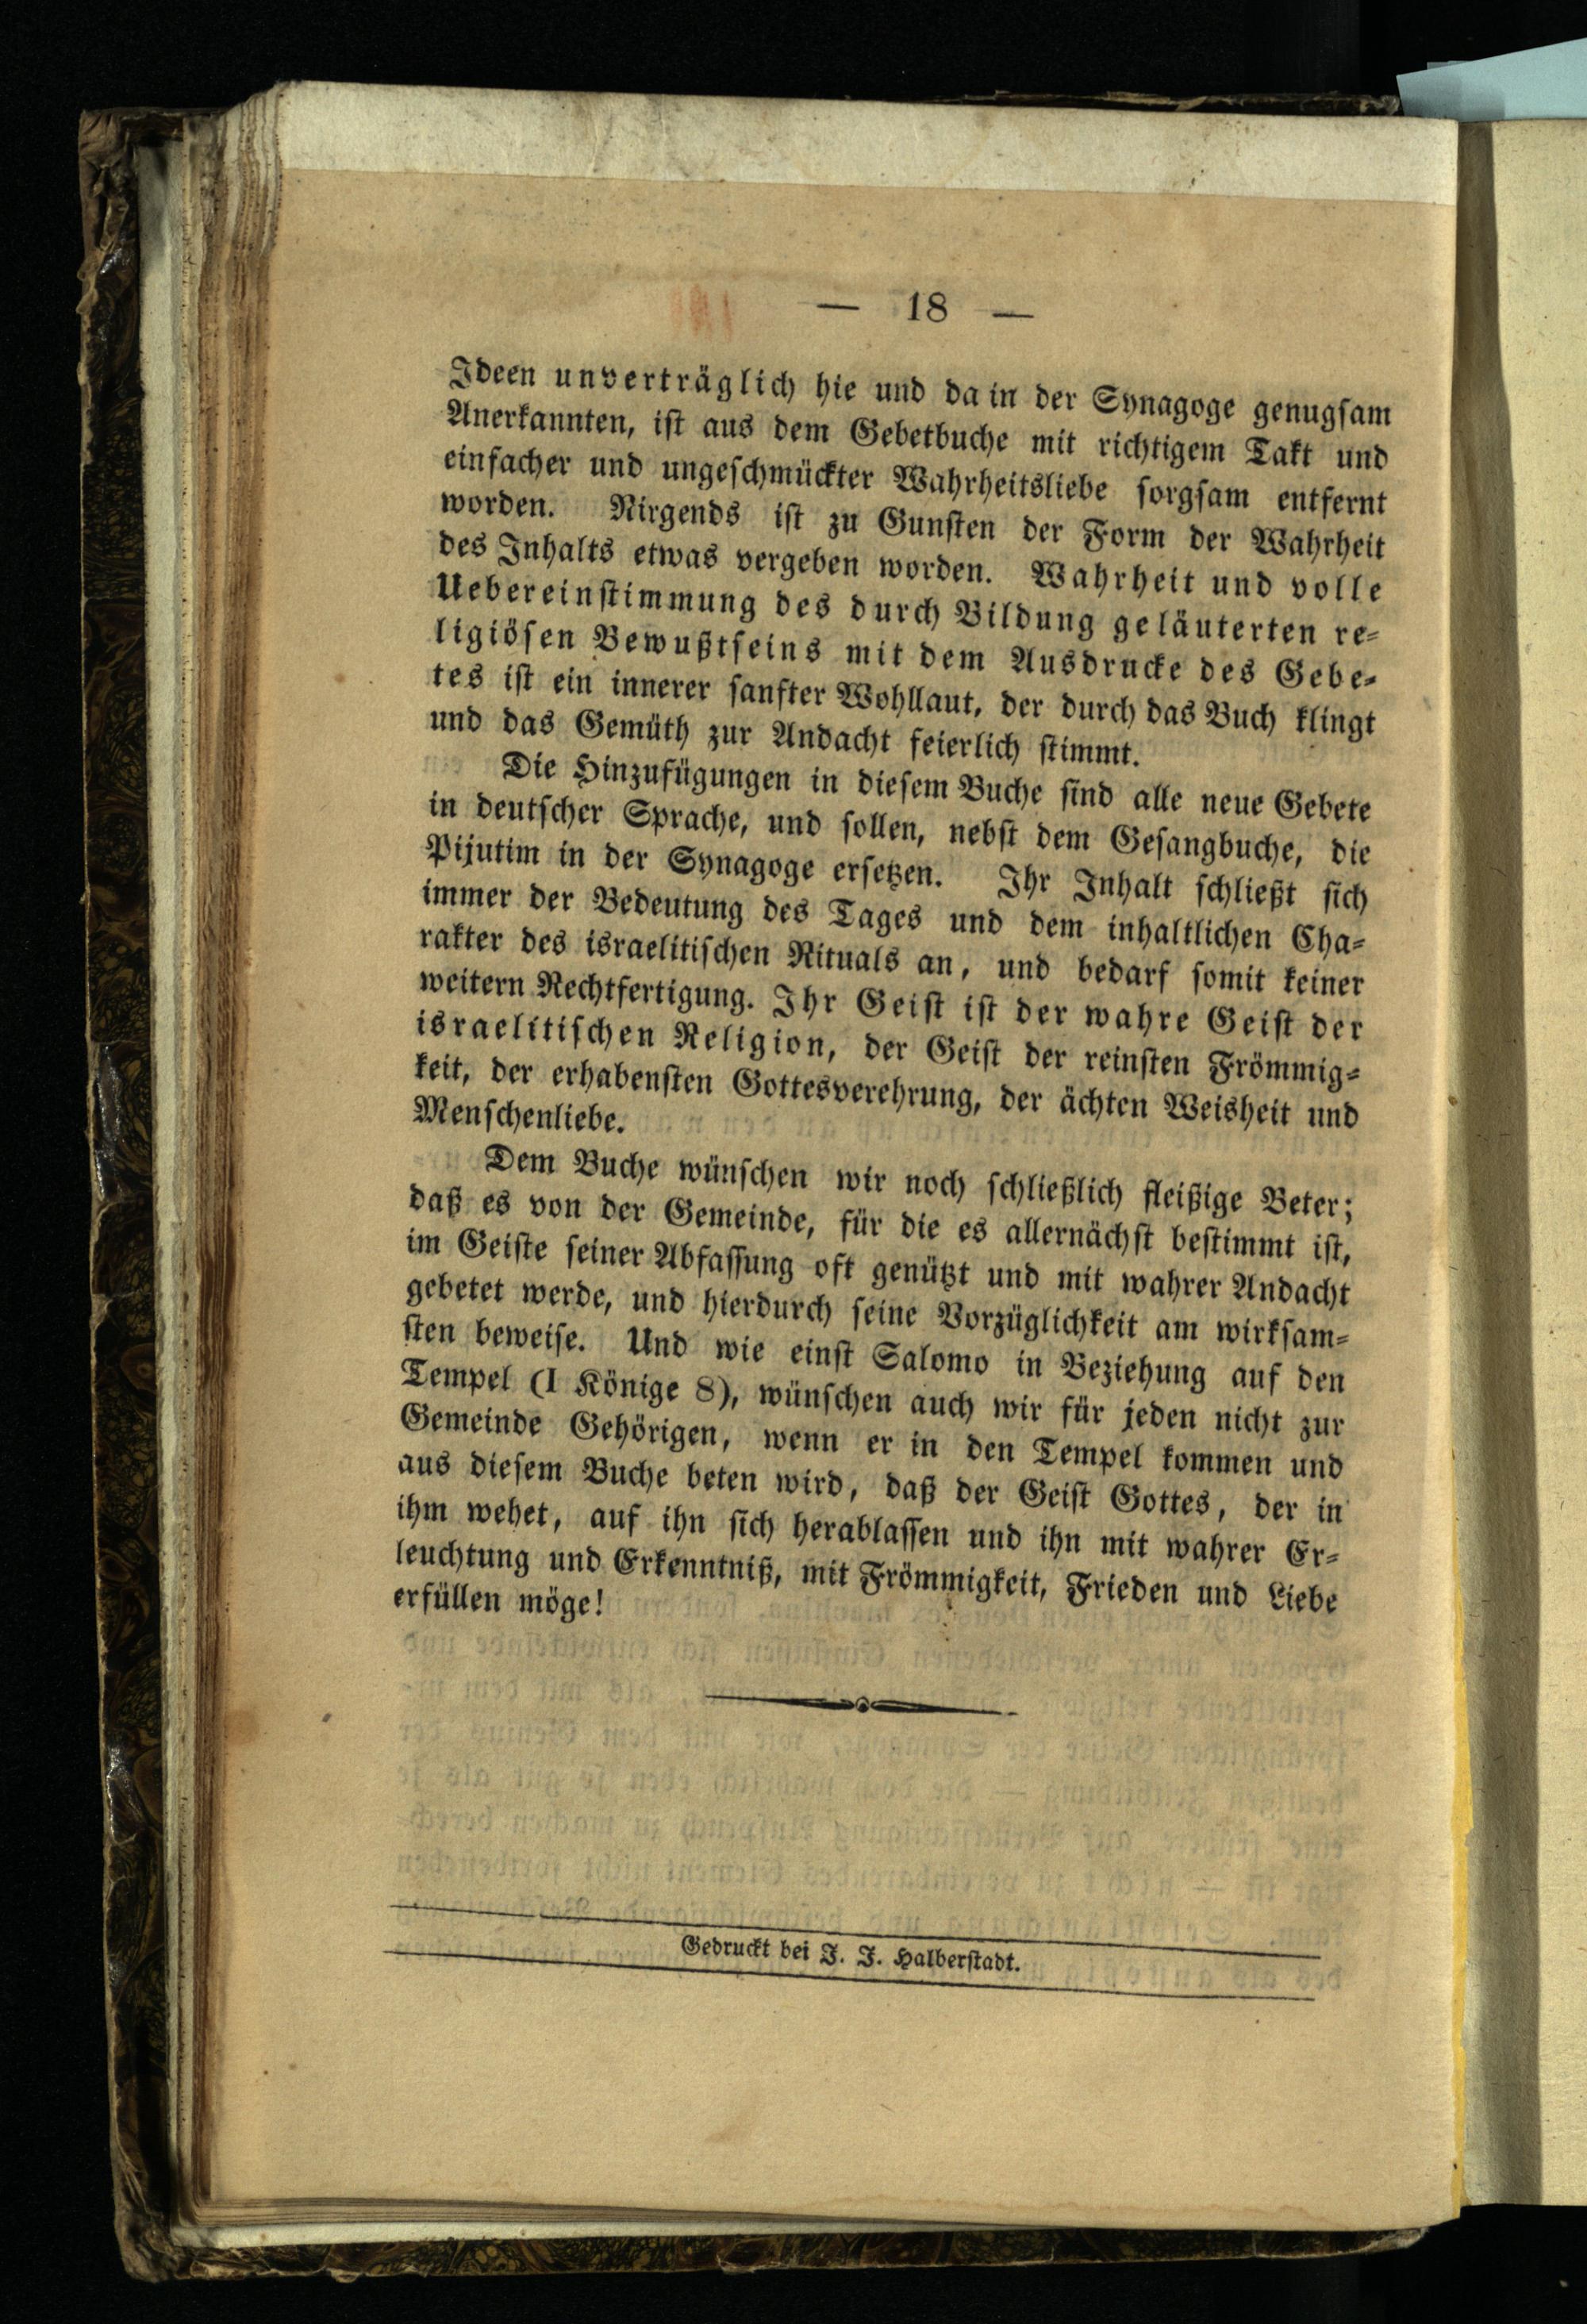 — 18 —
Ideen unverträglich hie und da in der Synagoge genugsam
Anerkannten, ist aus dem Gebetbuche mit richtigem Takt und
einfacher und ungeschmückter Wahrheitsliebe sorgsam entfernt
worden. Nirgends ist zu Gunsten der Form der Wahrheit
des Inhalts etwas vergeben worden. Wahrheit und volle
Uebereinstimmung des durch Bildung geläuterten re-
ligiösen Bewußtseins mit dem Ausdrucke des Gebe-
tes ist ein innerer sanfter Wohllaut, der durch das Buch klingt
und das Gemüth zur Andacht feierlich stimmt.
Die Hinzufügungen in diesem Buche sind alle neue Gebete
in deutscher Sprache, und sollen, nebst dem Gesangbuche, die
Pijutim in der Synagoge ersetzen. Ihr Inhalt schließt sich
immer der Bedeutung des Tages und dem inhaltlichen Cha-
rakter des israelitischen Rituals an, und bedarf somit keiner
weitern Rechtfertigung. Ihr Geist ist der wahre Geist der
israelitischen Religion, der Geist der reinsten Frömmig-
keit, der erhabensten Gottesverehrung, der ächten Weisheit und
Menschenliebe.
Dem Buche wünschen wir noch schließlich fleißige Beter;
daß es von der Gemeinde, für die es allernächst bestimmt ist,
im Geiste seiner Abfassung oft genützt und mit wahrer Andacht
gebetet werde, und hierdurch seine Vorzüglichkeit am wirksam-
sten beweise. Und wie einst Salomo in Beziehung auf den
Tempel (I Könige 8), wünschen auch wir für jeden nicht zur
Gemeinde Gehörigen, wenn er in den Tempel kommen und
aus diesem Buche beten wird, daß der Geist Gottes, der in
ihm wehet, auf ihn sich herablassen und ihn mit wahrer Er-
leuchtung und Erkenntniß, mit Frömmigkeit, Frieden und Liebe
erfüllen möge!
Gedruckt bei J. J. Halberstadt.